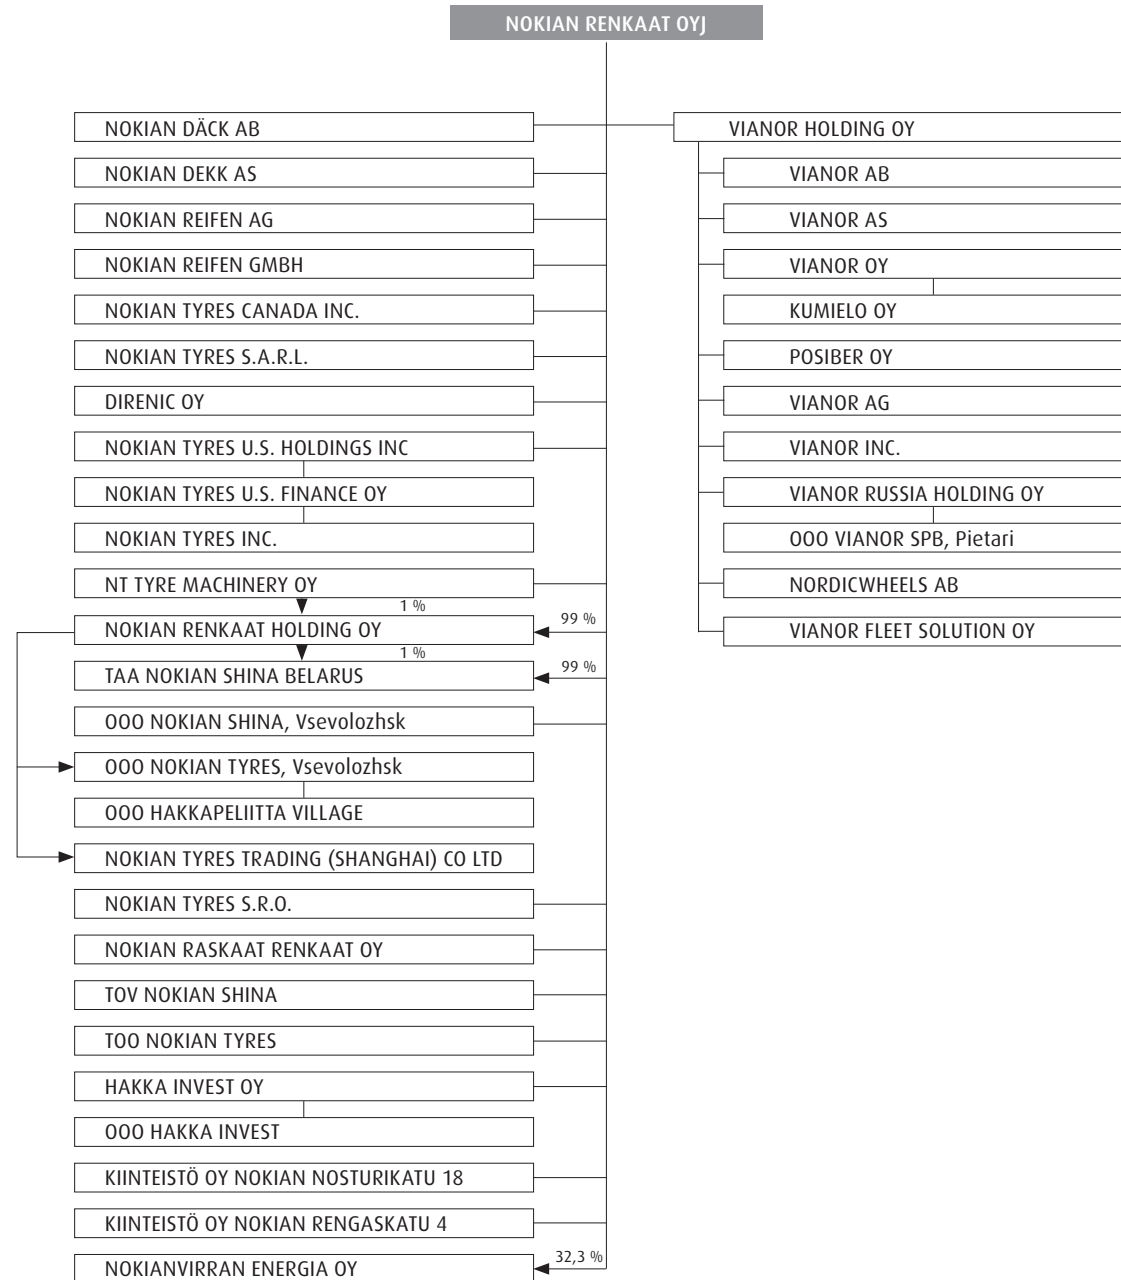 NOKIAN RENKAAT OYJ
NOKIAN DÄCK AB
NOKIAN DEKK AS
NOKIAN REIFEN AG
NOKIAN REIFEN GMBH
NOKIAN TYRES CANADA INC.
NOKIAN TYRES S.A.R.L.
DIRENIC OY
NOKIAN TYRES U.S. HOLDINGS INC
NOKIAN TYRES U.S. FINANCE OY
NOKIAN TYRES INC.
NT TYRE MACHINERY OY
1 %
NOKIAN RENKAAT HOLDING OY
99 %
1 %
TAA NOKIAN SHINA BELARUS
99 %
OOO NOKIAN SHINA, Vsevolozhsk
OOO NOKIAN TYRES, Vsevolozhsk
OOO HAKKAPELIITTA VILLAGE
NOKIAN TYRES TRADING (SHANGHAI) CO LTD
NOKIAN TYRES S.R.O.
NOKIAN RASKAAT RENKAAT OY
TOV NOKIAN SHINA
TOO NOKIAN TYRES
HAKKA INVEST OY
OOO HAKKA INVEST
KIINTEISTÖ OY NOKIAN NOSTURIKATU 18
KIINTEISTÖ OY NOKIAN RENGASKATU 4
NOKIANVIRRAN ENERGIA OY
32,3 %
VIANOR HOLDING OY
VIANOR AB
VIANOR AS
VIANOR OY
KUMIELO OY
POSIBER OY
VIANOR AG
VIANOR INC.
VIANOR RUSSIA HOLDING OY
OOO VIANOR SPB, Pietari
NORDICWHEELS AB
VIANOR FLEET SOLUTION OY